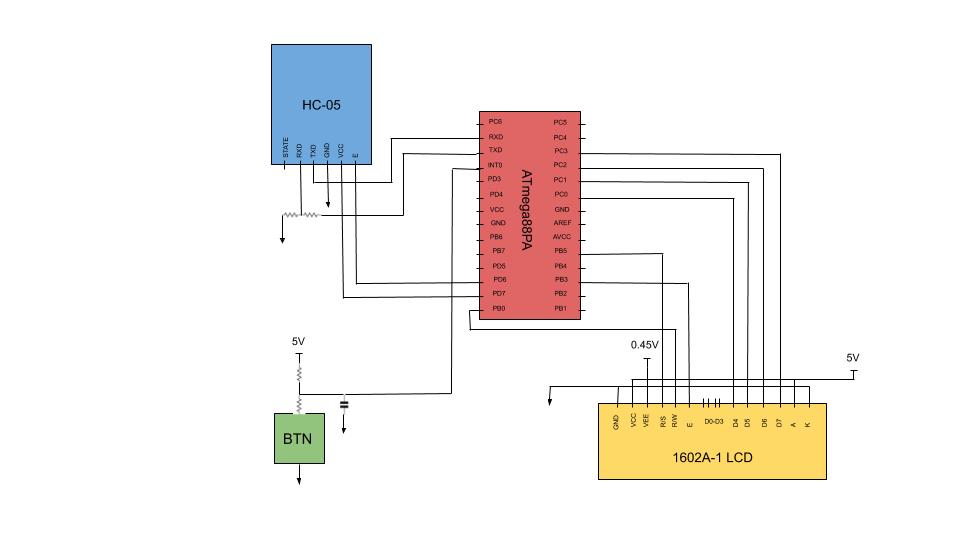 HC-05
STATE
RXD
TXD
GND
VCC
E
ATmega88PA
PC6
RXD
TXD
INT0
PD3
PD4
VCC
GND
PB6
PB7
PD5
PD6
PD7
PB0
PC5
PC4
PC3
PC2
PC1
PC0
GND
AREF
AVCC
PB5
PB4
PB3
PB2
PB1
5V
BTN
0.45V
5V
GND
VCC
VEE
R/S
R/W
E
D0-D3
D4
D5
D6
D7
A
K
1602A-1 LCD